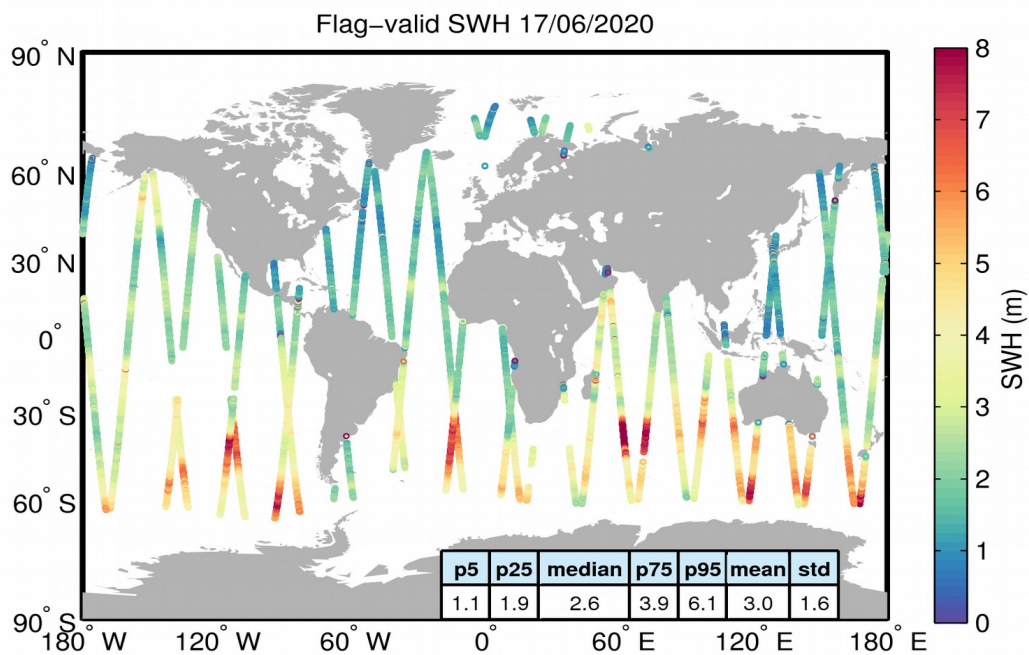 Flag−valid SWH 17/06/2020
90° N
60° N
30° N
0°
30° S
60° S
90° S
180° W
120° W
60° W
0°
60° E
120° E
180° E
p5 p25 median p75 p95 mean std
1.1 1.9 2.6 3.9 6.1 3.0 1.6
8
7
6
5
4
3
2
1
0
SWH (m)